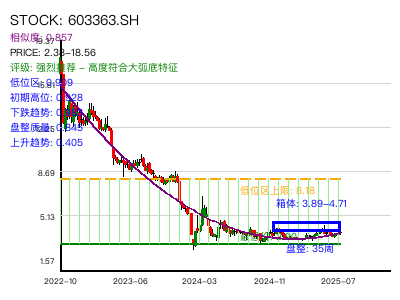 STOCK: 603363.SH
相似度: 0.857
PRICE: 2.38-18.56
评级: 强烈推荐 - 高度符合大弧底特征
低位区: 0.999
初期高位: 0.928
下跌趋势:
盘整质量: 0.845
上升趋势: 0.405
8.69
5.13
1.57
低位区上限: 8.18
箱体: 3.89-4.71
盘整: 35周
2022-10
2023-06
2024-03
2024-11
2025-07